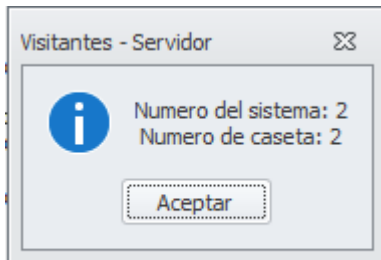 Visitantes - Servidor
Numero del sistema: 2
Numero de caseta: 2
Aceptar